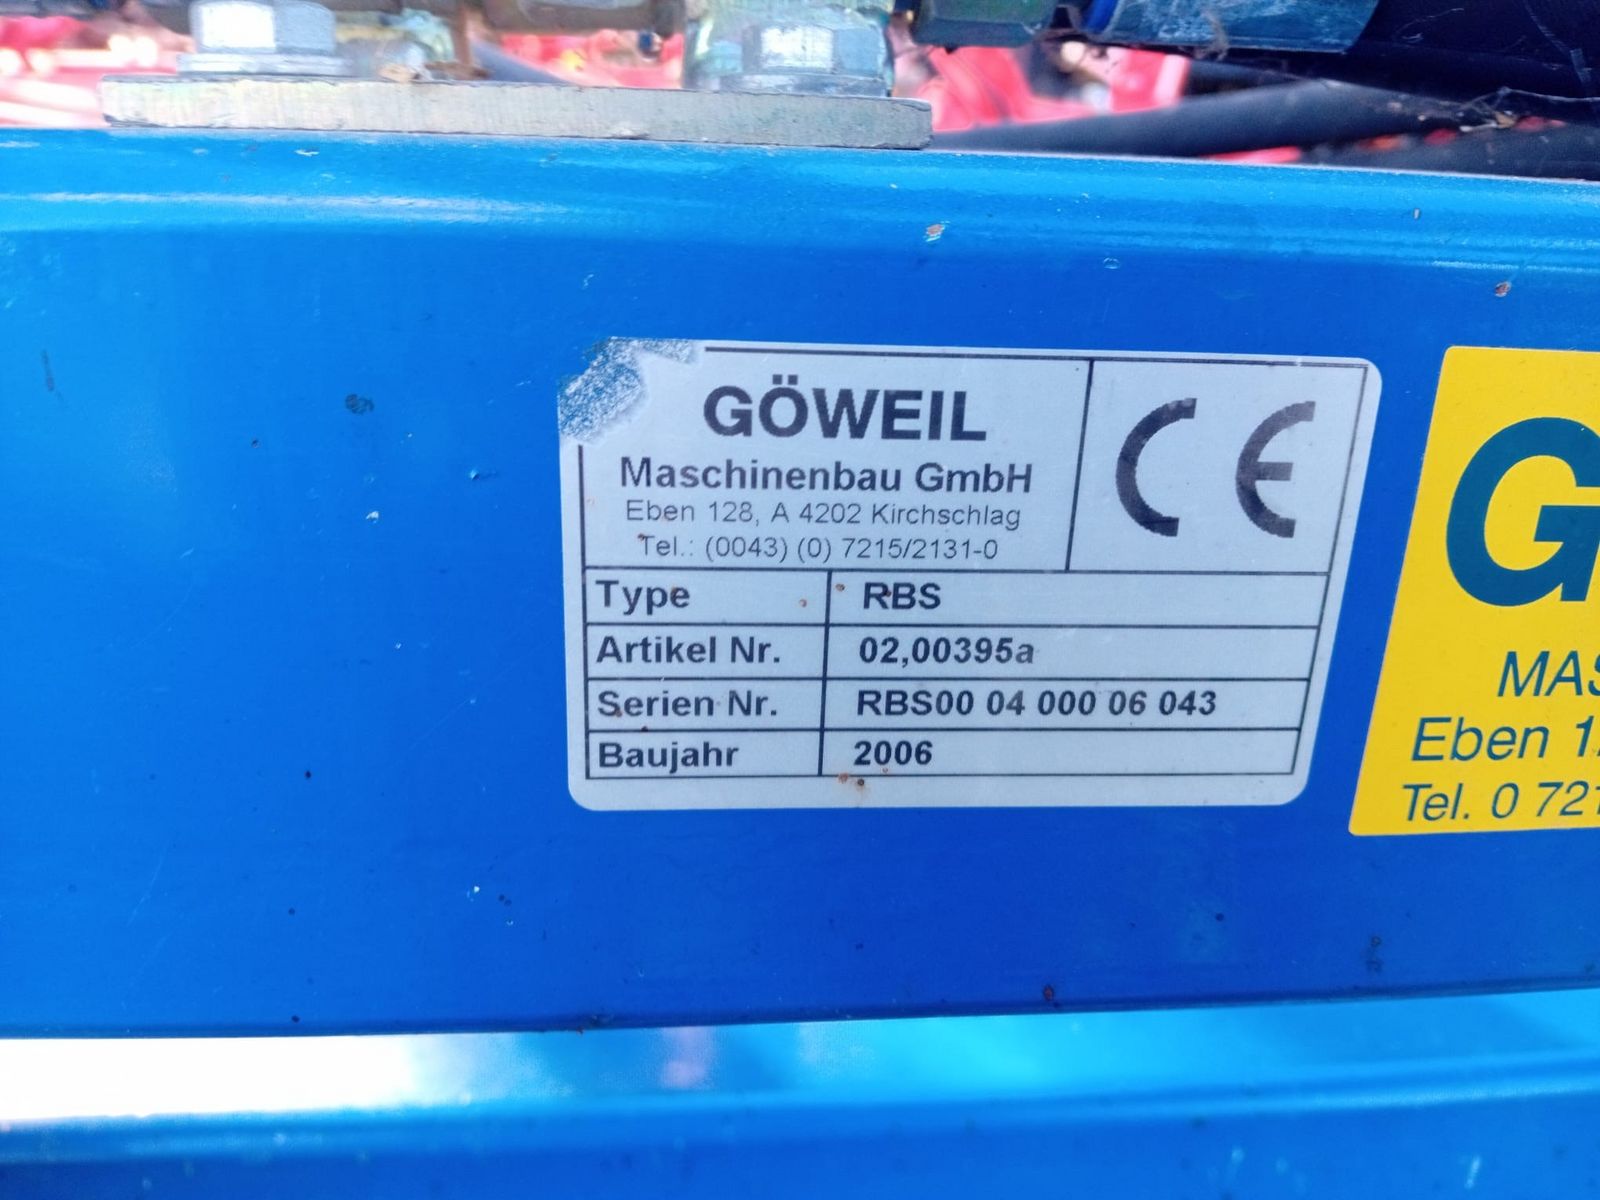 GÖWEIL
Maschinenbau GmbH
Eben 128, A 4202 Kirchschlag
Tel.: (0043) (0) 7215/2131-0
CE
Type RBS
Artikel Nr. 02,00395a
Serien Nr. RBS00 04 000 06 043
Baujahr 2006
G
MAS
Eben 12
Tel. 0 721